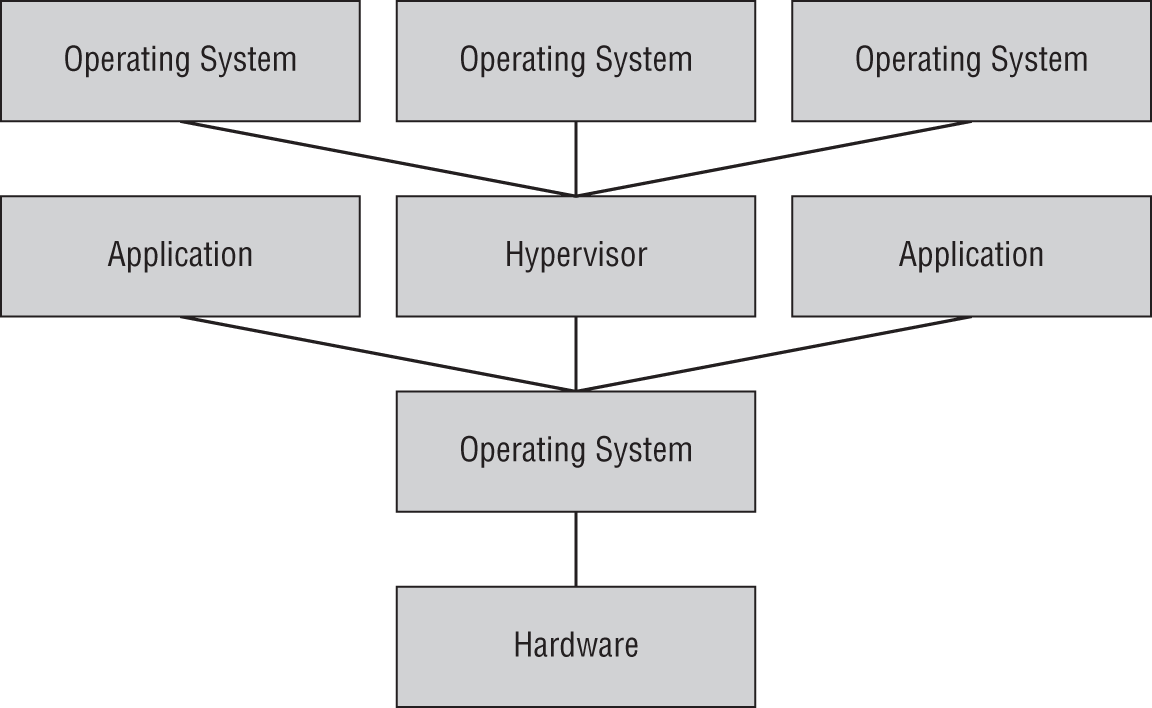 Operating System
Operating System
Operating System
Application
Hypervisor
Application
Operating System
Hardware